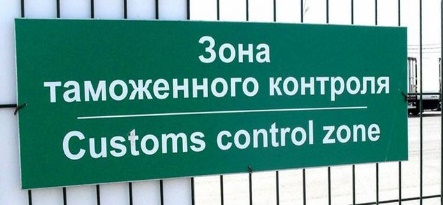 Зона
таможенного контроля
Customs control zone